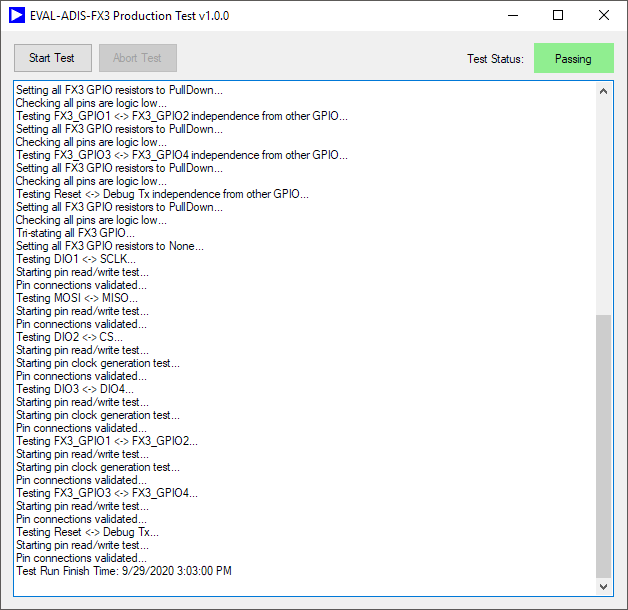 EVAL-ADIS-FX3 Production Test v1.0.0
Start Test
Abort Test
Test Status:
Passing
Setting all FX3 GPIO resistors to PullDown...
Checking all pins are logic low...
Testing FX3_GPIO1 <-> FX3_GPIO2 independence from other GPIO...
Setting all FX3 GPIO resistors to PullDown...
Checking all pins are logic low...
Testing FX3_GPIO3 <-> FX3_GPIO4 independence from other GPIO...
Setting all FX3 GPIO resistors to PullDown...
Checking all pins are logic low...
Testing Reset <-> Debug Tx independence from other GPIO...
Setting all FX3 GPIO resistors to PullDown...
Checking all pins are logic low...
Tri-stating all FX3 GPIO...
Setting all FX3 GPIO resistors to None...
Testing DIO1 <-> SCLK...
Starting pin read/write test...
Pin connections validated...
Testing MOSI <-> MISO...
Starting pin read/write test...
Pin connections validated...
Testing DIO2 <-> CS...
Starting pin read/write test...
Starting pin clock generation test...
Pin connections validated...
Testing DIO3 <-> DIO4...
Starting pin read/write test...
Starting pin clock generation test...
Pin connections validated...
Testing FX3_GPIO1 <-> FX3_GPIO2...
Starting pin read/write test...
Starting pin clock generation test...
Pin connections validated...
Testing FX3_GPIO3 <-> FX3_GPIO4...
Starting pin read/write test...
Pin connections validated...
Testing Reset <-> Debug Tx...
Starting pin read/write test...
Pin connections validated...
Test Run Finish Time: 9/29/2020 3:03:00 PM